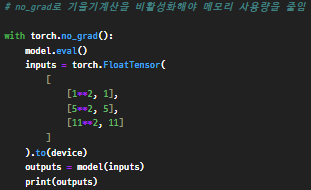 # no_grad로 기울기계산을 비활성화해야 메모리 사용량을 줄임
with torch.no_grad():
    model.eval()
    inputs = torch.FloatTensor(
        [
            [1**2, 1],
            [5**2, 5],
            [11**2, 11]
        ]
    ).to(device)
    outputs = model(inputs)
    print(outputs)